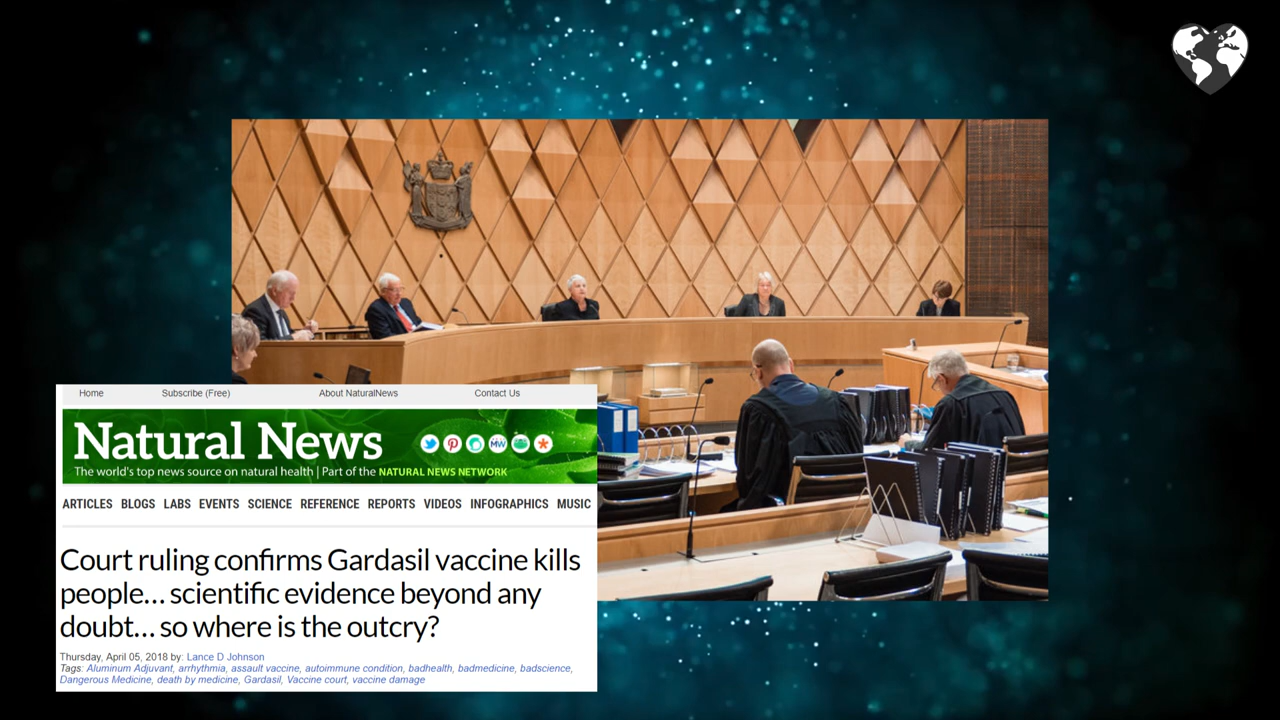 Home Subscribe (Free) About NaturalNews Contact Us
Natural News
The world's top news source on natural health | Part of the NATURAL NEWS NETWORK
ARTICLES BLOGS LABS EVENTS SCIENCE REFERENCE REPORTS VIDEOS INFOGRAPHICS MUSIC
Court ruling confirms Gardasil vaccine kills
people... scientific evidence beyond any
doubt... so where is the outcry?
Thursday, April 05, 2018 by: Lance D Johnson
Tags: Aluminum Adjuvant, arrhythmia, assault vaccine, autoimmune condition, badhealth, badmedicine, badscience,
Dangerous Medicine, death by medicine, Gardasil, Vaccine court, vaccine damage